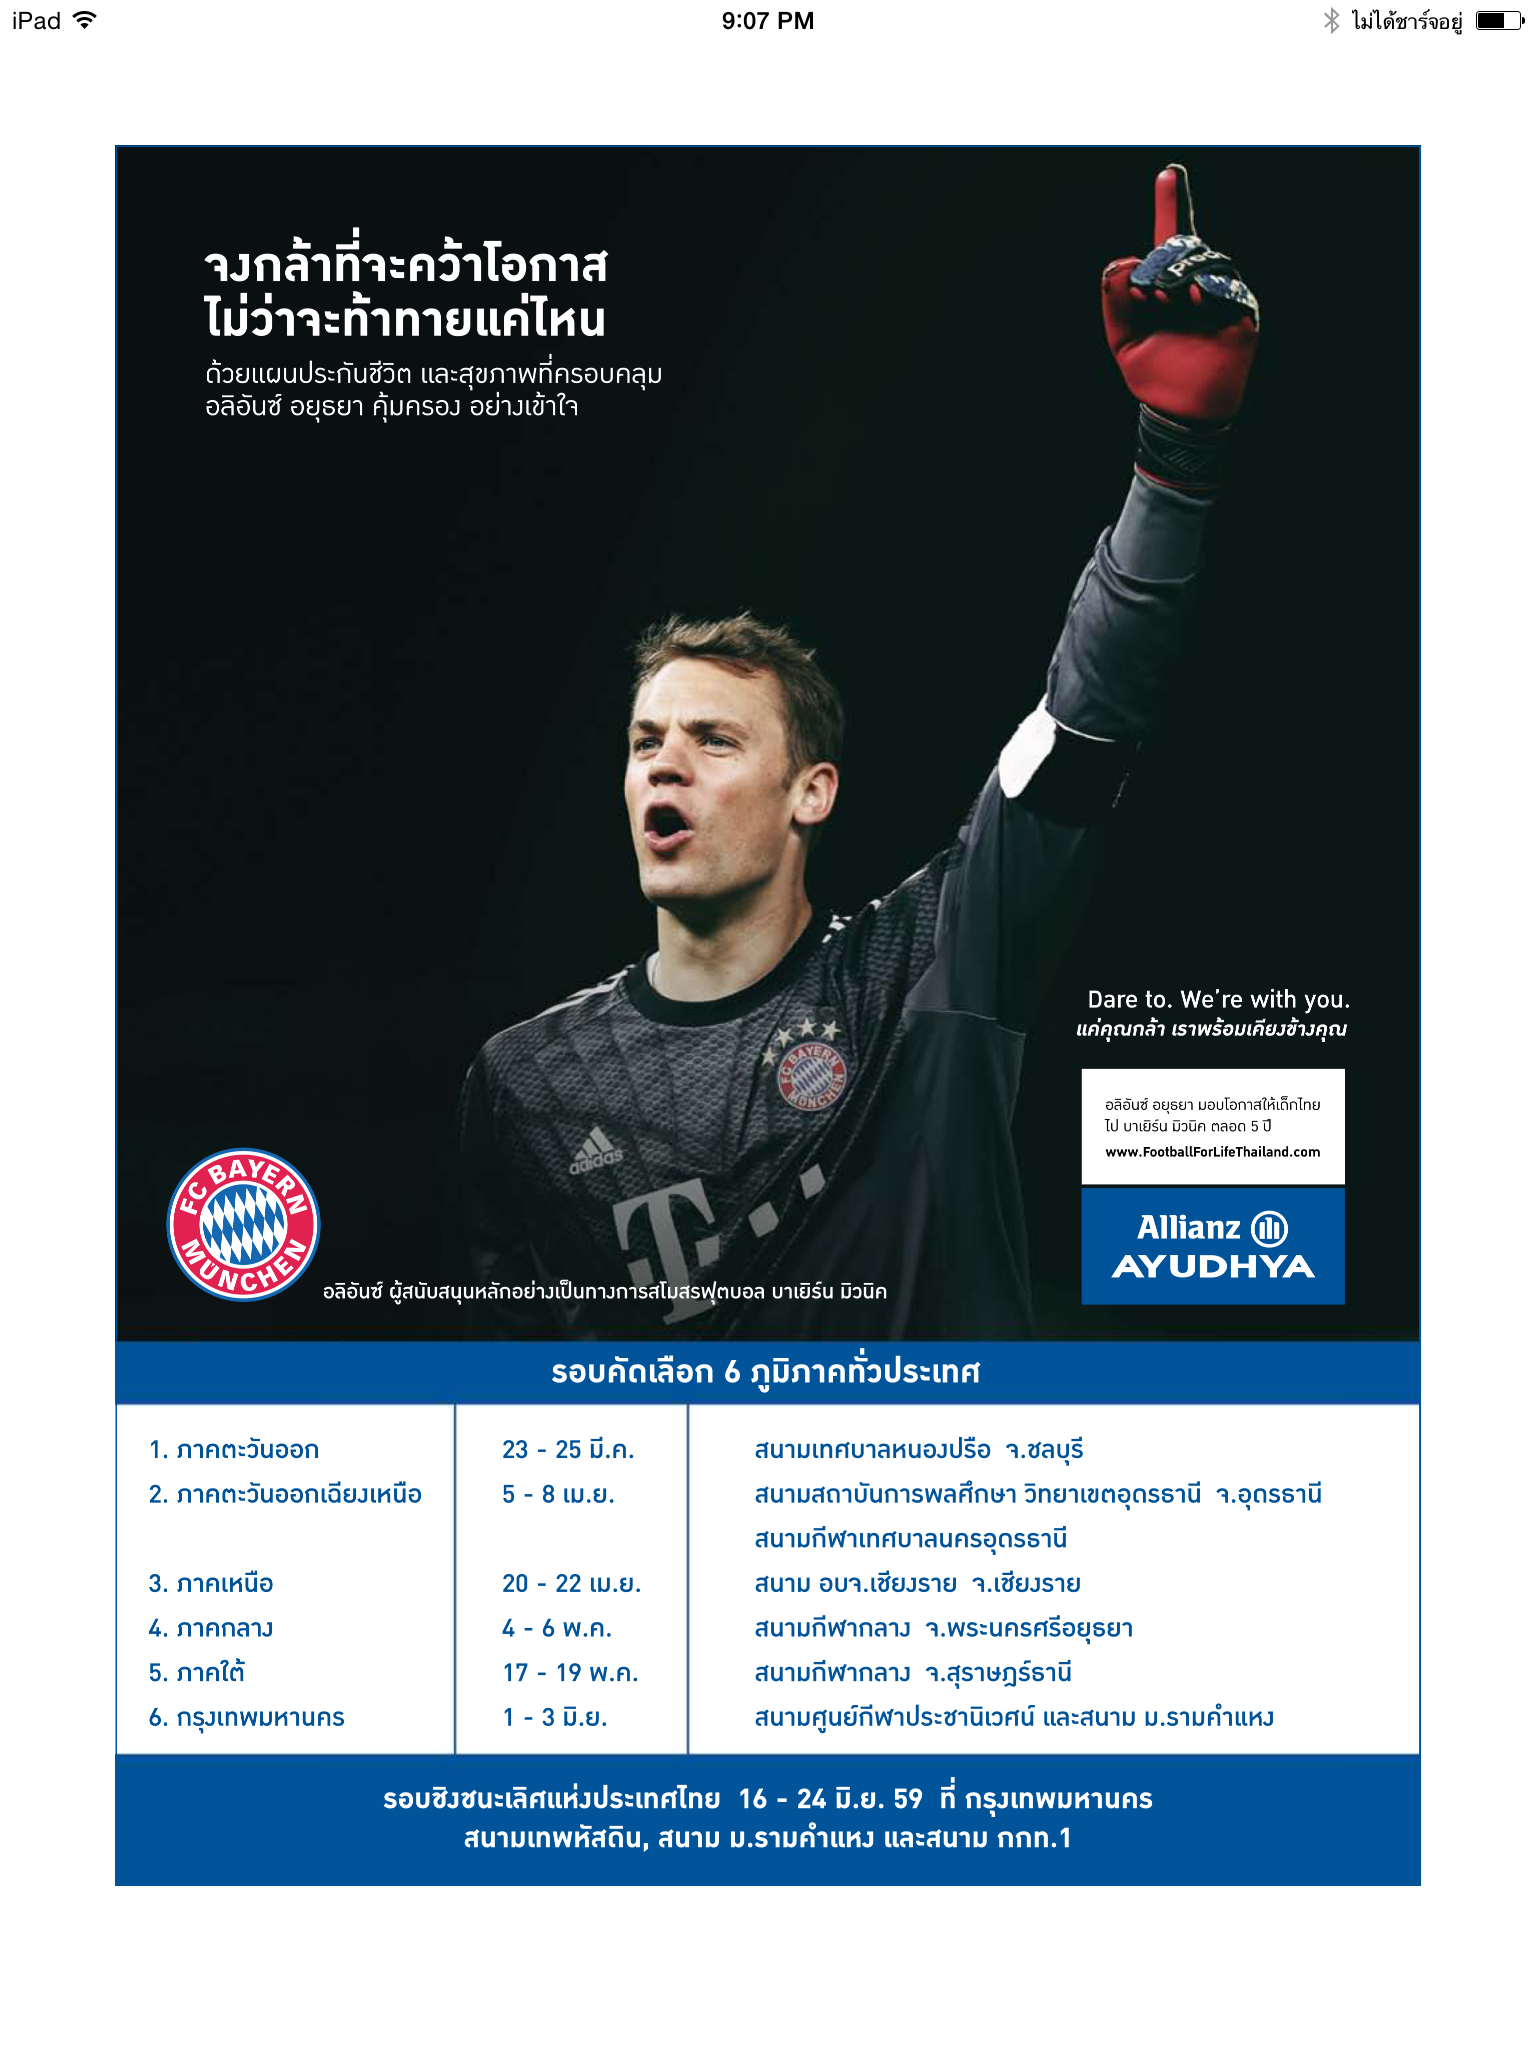 iPad
9:07 PM
ไม่ได้ชาร์จอยู่
จงกล้าที่จะคว้าโอกาส
ไม่ว่าจะท้าทายแค่ไหน
ด้วยแผนประกันชีวิต และสุขภาพที่ครอบคลุม
อลิอันซ์ อยุธยา คุ้มครอง อย่างเข้าใจ
Dare to. We're with you.
แค่คุณกล้า เราพร้อมเคียงข้างคุณ
FC BAYERN
MÜNCHEN
adidas
T
อลิอันซ์ อยุธยา มอบโอกาสให้เด็กไทย
ไป บาเยิร์น มิวนิค ตลอด 5 ปี
www.FootballForLifeThailand.com
Allianz
AYUDHYA
FC BAYERN
MÜNCHEN
อลิอันซ์ ผู้สนับสนุนหลักอย่างเป็นทางการสโมสรฟุตบอล บาเยิร์น มิวนิค
รอบคัดเลือก 6 ภูมิภาคทั่วประเทศ
1. ภาคตะวันออก 23 - 25 มี.ค. สนามเทศบาลหนองปรือ จ.ชลบุรี
2. ภาคตะวันออกเฉียงเหนือ 5 - 8 เม.ย. สนามสถาบันการพลศึกษา วิทยาเขตอุดรธานี จ.อุดรธานี
สนามกีฬาเทศบาลนครอุดรธานี
3. ภาคเหนือ 20 - 22 เม.ย. สนาม อบจ.เชียงราย จ.เชียงราย
4. ภาคกลาง 4 - 6 พ.ค. สนามกีฬากลาง จ.พระนครศรีอยุธยา
5. ภาคใต้ 17 - 19 พ.ค. สนามกีฬากลาง จ.สุราษฎร์ธานี
6. กรุงเทพมหานคร 1 - 3 มิ.ย. สนามศูนย์กีฬาประชานิเวศน์ และสนาม ม.รามคำแหง
รอบชิงชนะเลิศแห่งประเทศไทย 16 - 24 มิ.ย. 59 ที่ กรุงเทพมหานคร
สนามเทพหัสดิน, สนาม ม.รามคำแหง และสนาม กกท.1